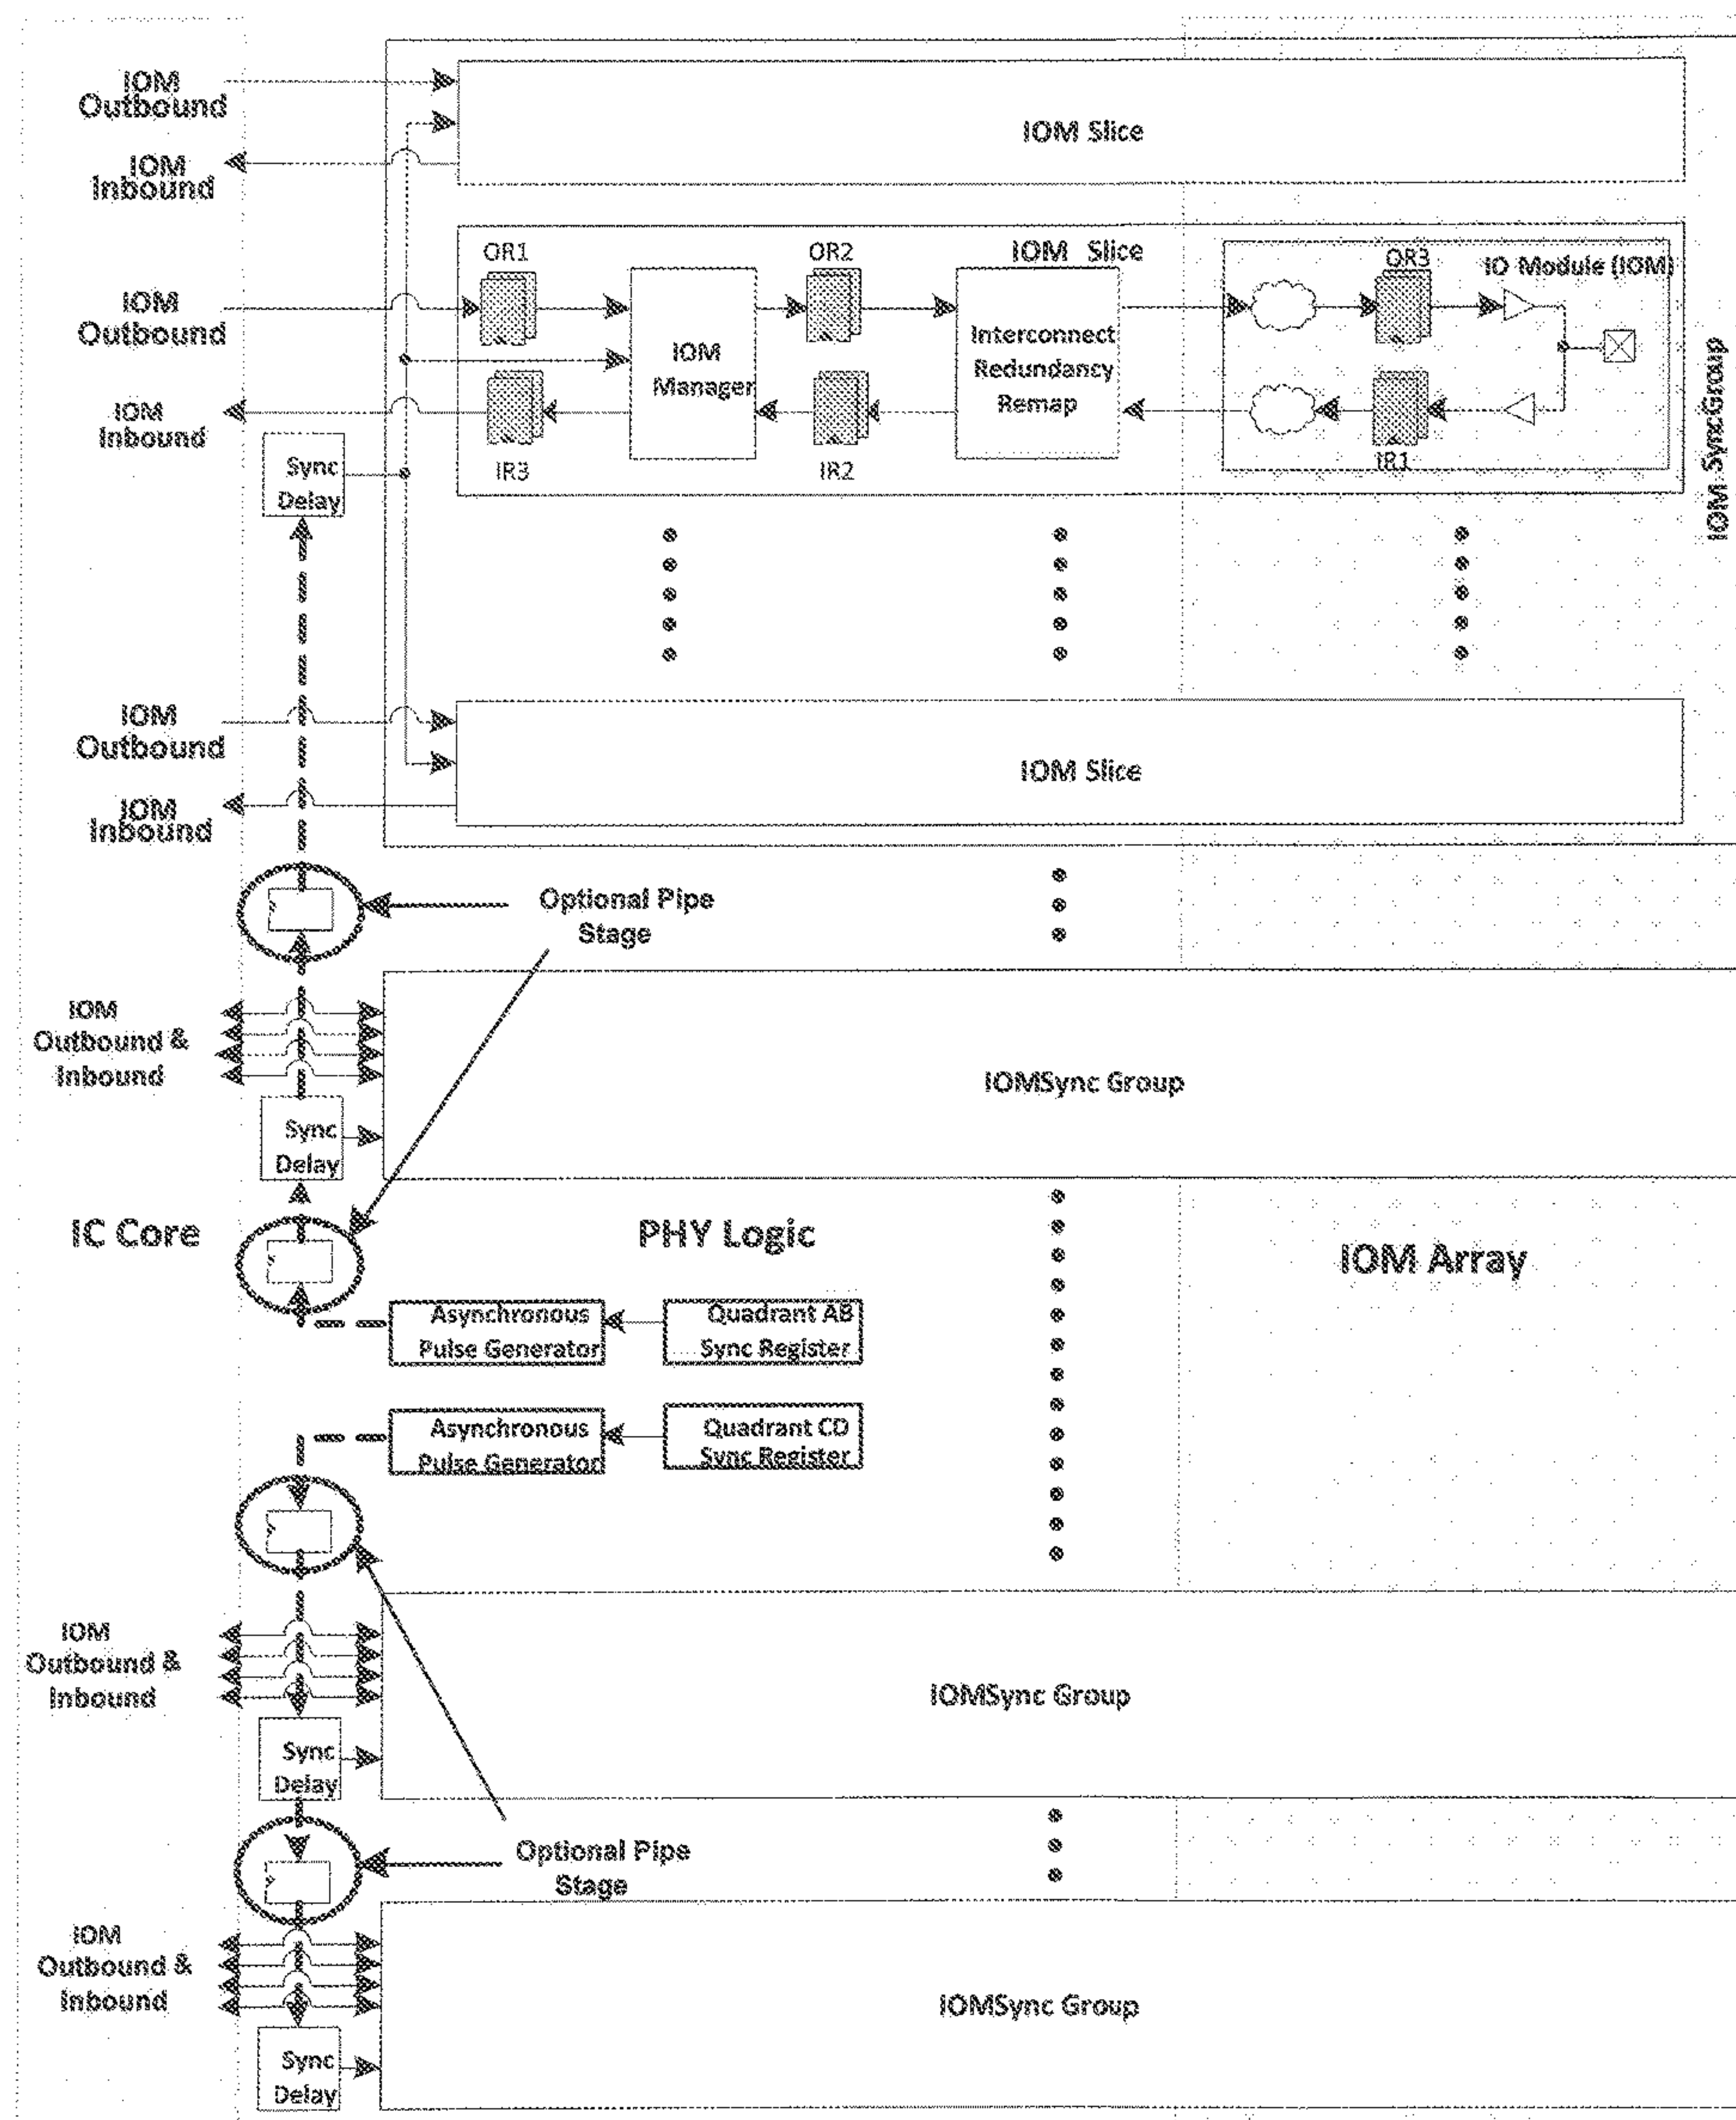 IOM
Outbound
IOM
Inbound
IOM Slice
IOM Slice
OR1
OR2
OR3
IO Module (IOM)
IOM
Outbound
IOM
Manager
Interconnect
Redundancy
Remap
IOM
Inbound
IR3
IR2
IR1
Sync
Delay
IOM SyncGroup
IOM
Outbound
IOM
Inbound
IOM Slice
Optional Pipe
Stage
IOM
Outbound &
Inbound
IOMSync Group
Sync
Delay
IC Core
PHY Logic
IOM Array
Asynchronous
Pulse Generator
Quadrant AB
Sync Register
Asynchronous
Pulse Generator
Quadrant CD
Sync Register
IOM
Outbound &
Inbound
IOMSync Group
Sync
Delay
Optional Pipe
Stage
IOM
Outbound &
Inbound
IOMSync Group
Sync
Delay